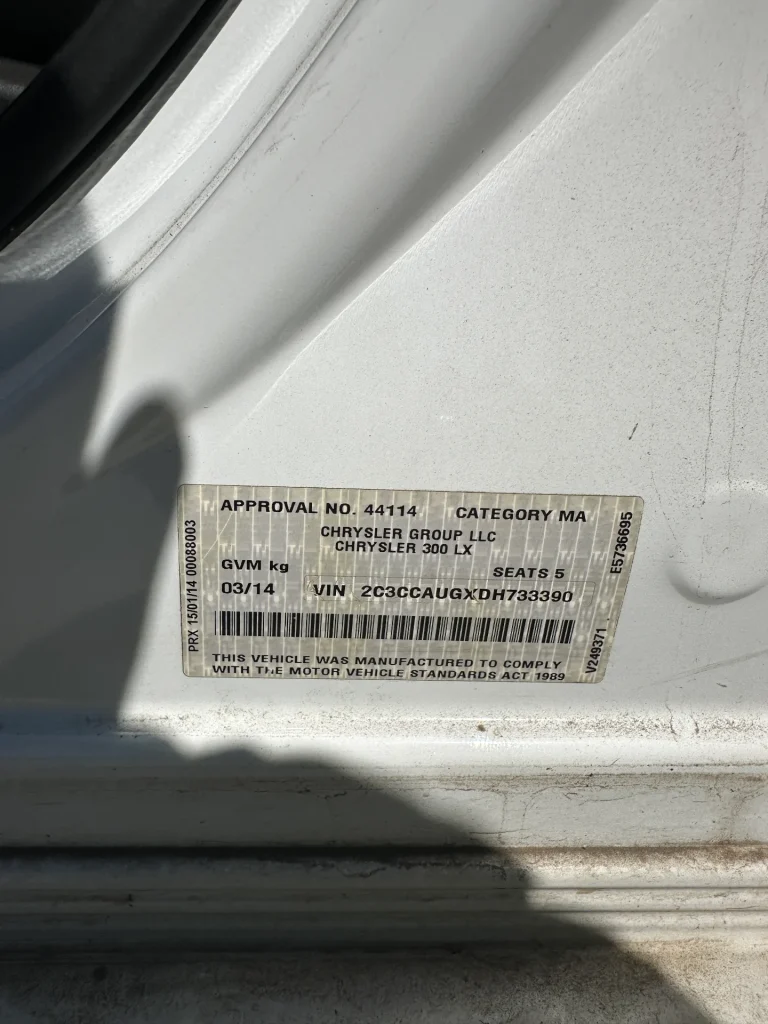 APPROVAL NO. 44114 CATEGORY MA
CHRYSLER GROUP LLC
CHRYSLER 300 LX
GVM kg SEATS 5
03/14 VIN 2C3CCAUGXDH733390
THIS VEHICLE WAS MANUFACTURED TO COMPLY
WITH THE MOTOR VEHICLE STANDARDS ACT 1989
PRX 15/01/14 00088003
V249371 E5736695